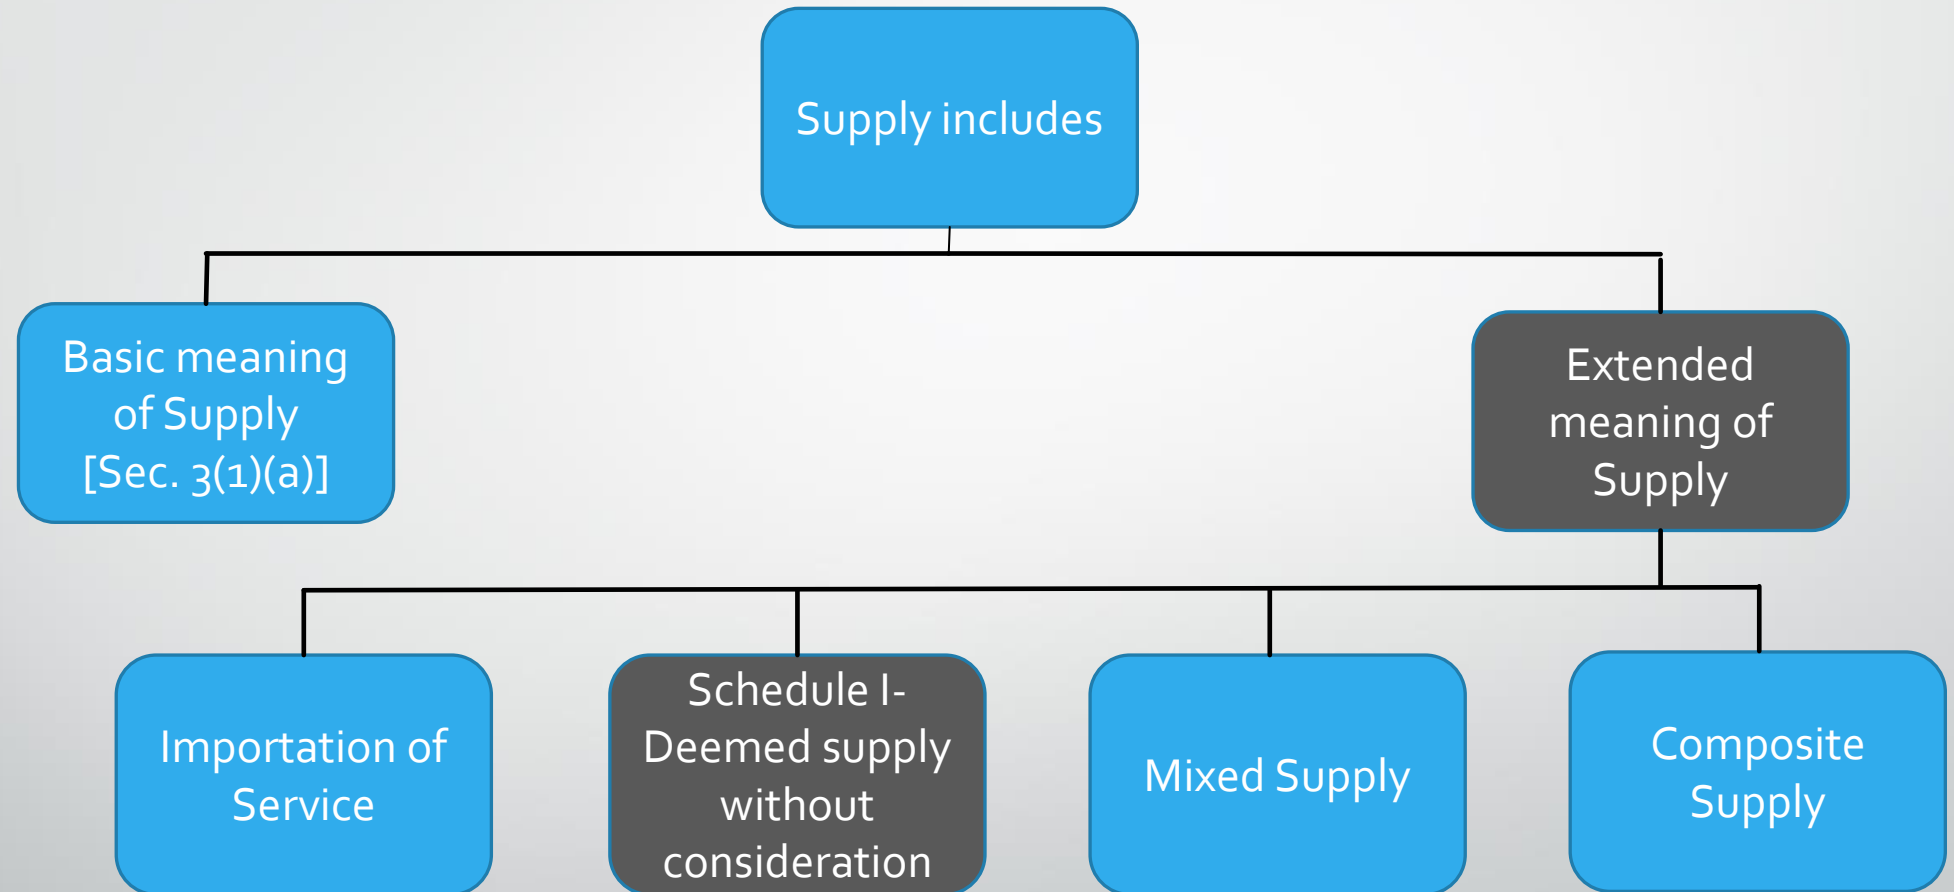 Supply includes
Basic meaning
of Supply
[Sec. 3(1)(a)]
Extended
meaning of
Supply
Importation of
Service
Schedule I-
Deemed supply
without
consideration
Mixed Supply
Composite
Supply